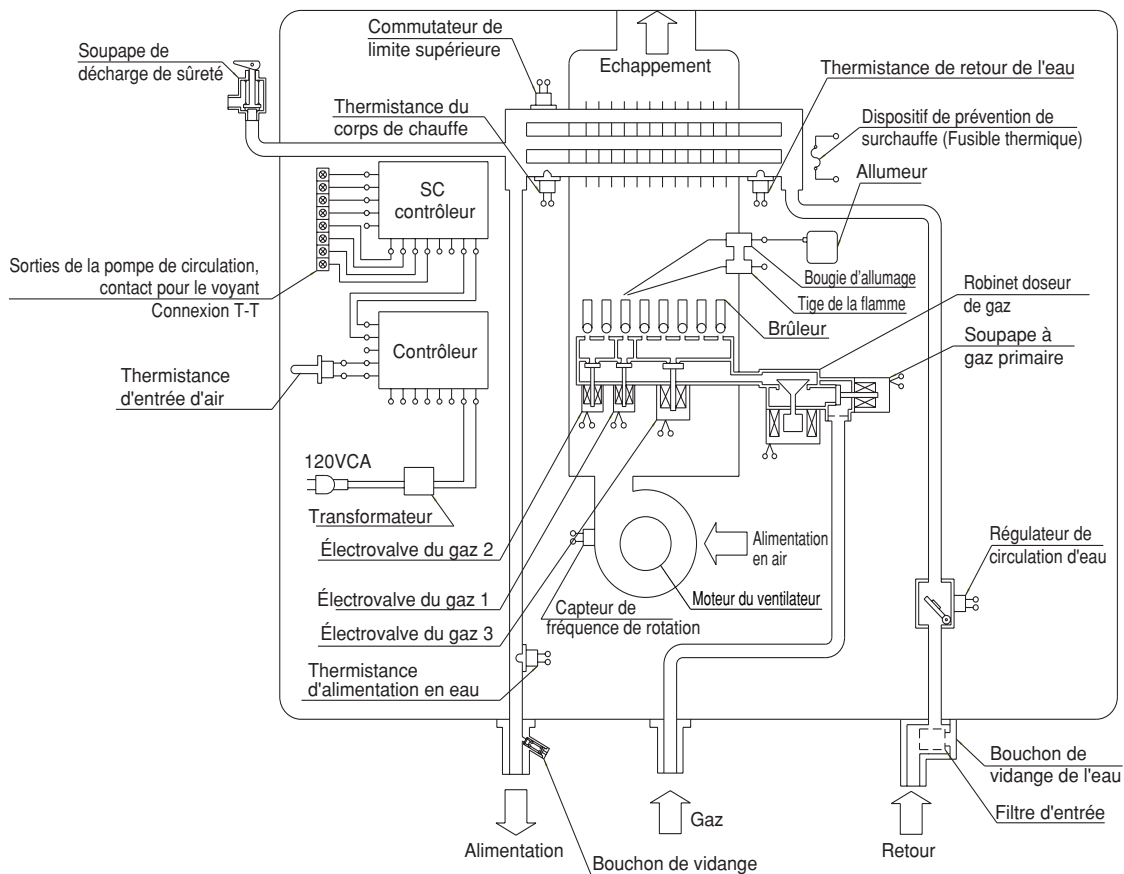 Commutateur de
limite supérieure
Soupape de
décharge de sûreté
Echappement
Thermistance de retour de l'eau
Thermistance du
corps de chauffe
Dispositif de prévention de
surchauffe (Fusible thermique)
Allumeur
SC
contrôleur
Sorties de la pompe de circulation,
contact pour le voyant
Connexion T-T
Bougie d'allumage
Tige de la flamme
Robinet doseur
de gaz
Brûleur
Soupape à
gaz primaire
Contrôleur
Thermistance
d'entrée d'air
120VCA
Transformateur
Électrovalve du gaz 2
Alimentation
en air
Régulateur de
circulation d'eau
Électrovalve du gaz 1
Capteur de
fréquence de rotation
Moteur du ventilateur
Électrovalve du gaz 3
Thermistance
d'alimentation en eau
Bouchon de
vidange de l'eau
Filtre d'entrée
Gaz
Alimentation
Retour
Bouchon de vidange